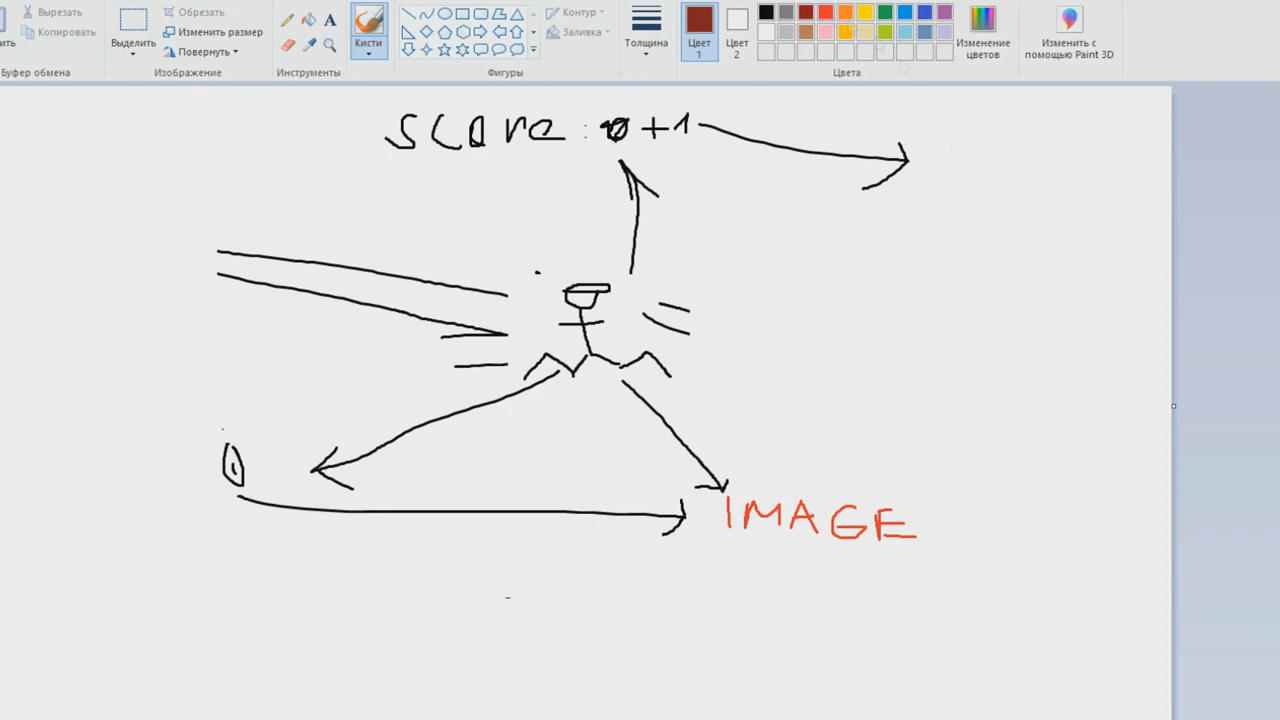 Вырезать
Копировать
Буфер обмена
Выделить
Обрезать
Изменить размер
Повернуть
Изображение
A
Инструменты
Кисти
Контур
Заливка
Фигуры
Толщина
Цвет
1
Цвет
2
Изменение
цветов
Цвета
Изменить с
помощью Paint 3D
score: 0 +1
IMAGE